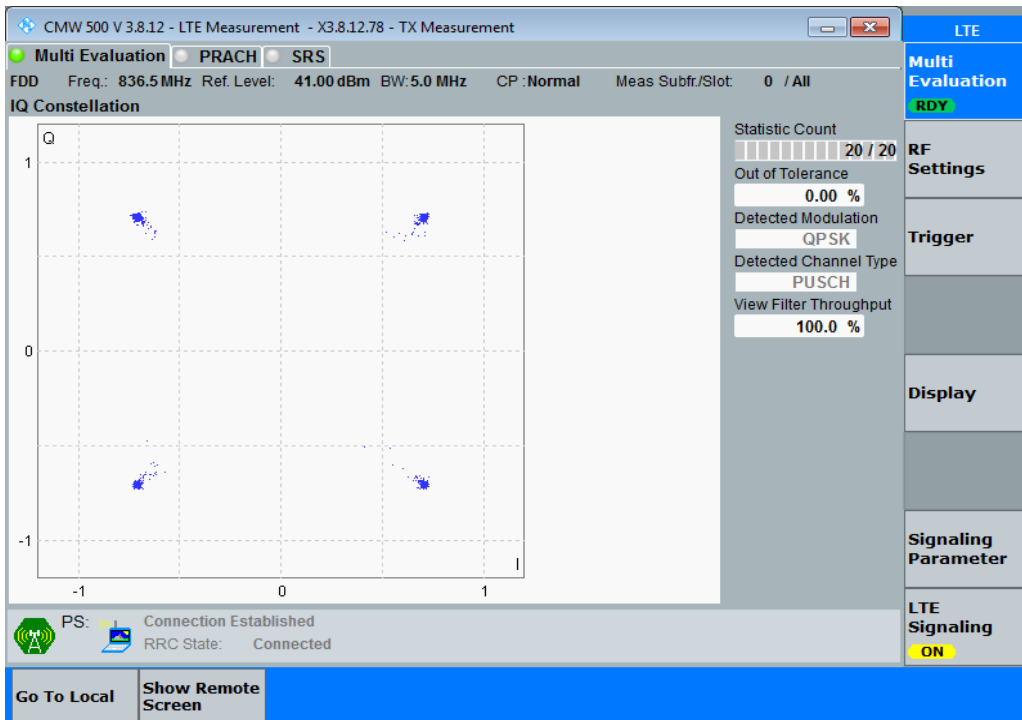 CMW 500 V 3.8.12 - LTE Measurement - X3.8.12.78 - TX Measurement
LTE
Multi Evaluation PRACH SRS
FDD Freq.: 836.5 MHz Ref. Level: 41.00 dBm BW: 5.0 MHz CP : Normal Meas Subfr./Slot: 0 / All
IQ Constellation
Q
1
0
-1
-1
0
1
I
Statistic Count
20 / 20
Out of Tolerance
0.00 %
Detected Modulation
QPSK
Detected Channel Type
PUSCH
View Filter Throughput
100.0 %
Multi
Evaluation
RDY
RF
Settings
Trigger
Display
Signaling
Parameter
LTE
Signaling
ON
PS: Connection Established
RRC State: Connected
Go To Local
Show Remote
Screen